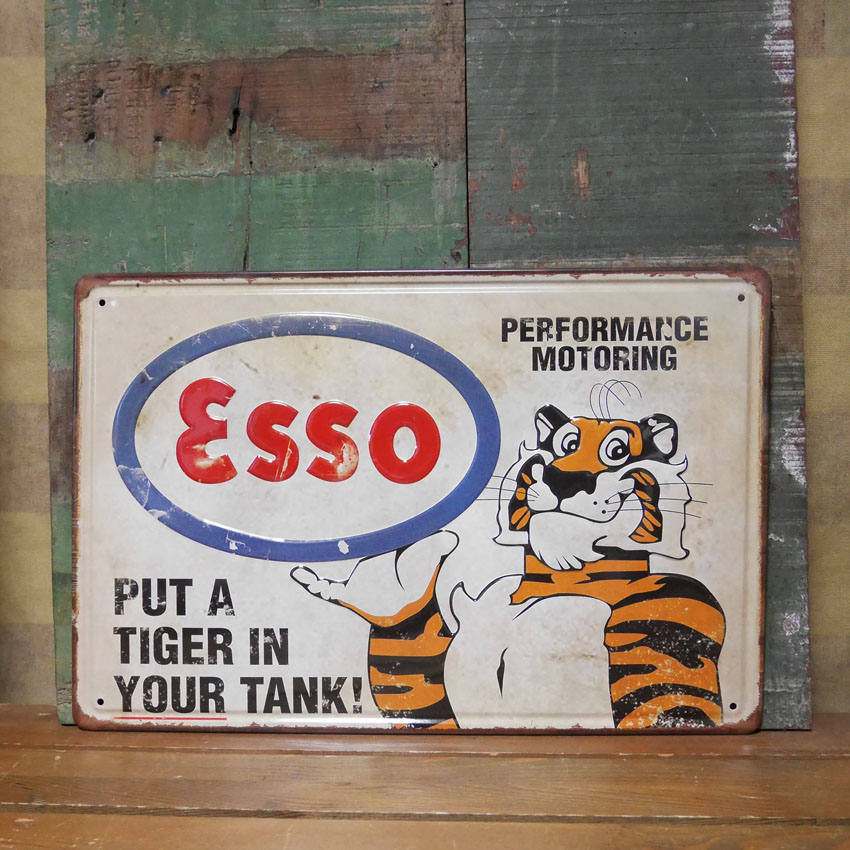 Esso
PERFORMANCE
MOTORING
PUT A
TIGER IN
YOUR TANK!